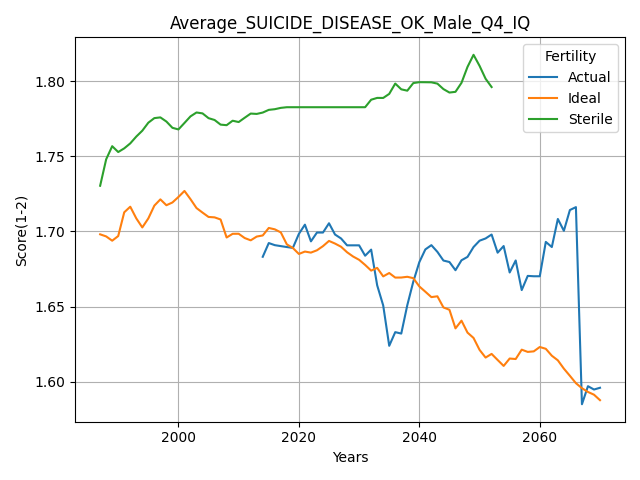 Average_SUICIDE_DISEASE_OK_Male_Q4_IQ
Fertility
Actual
Ideal
Sterile
Score(1-2)
1.80
1.75
1.70
1.65
1.60
2000
2020
2040
2060
Years